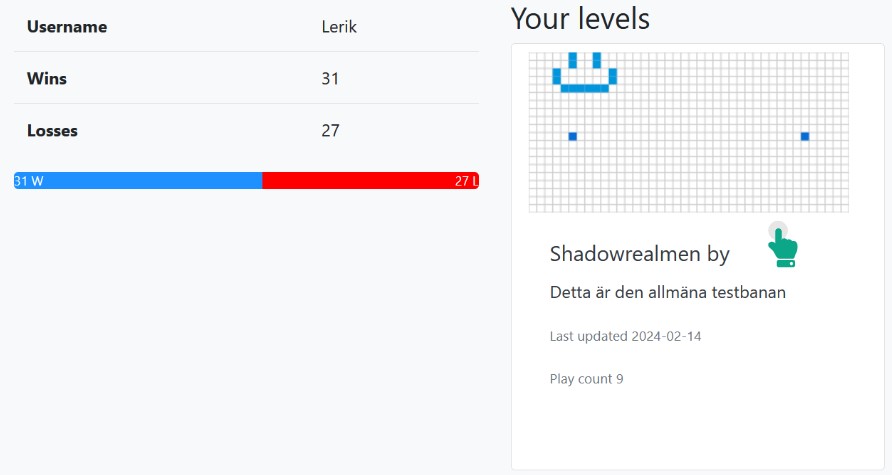 Username Lerik
Wins 31
Losses 27
31 W 27 L
Your levels
Shadowrealmen by
Detta är den allmäna testbanan
Last updated 2024-02-14
Play count 9